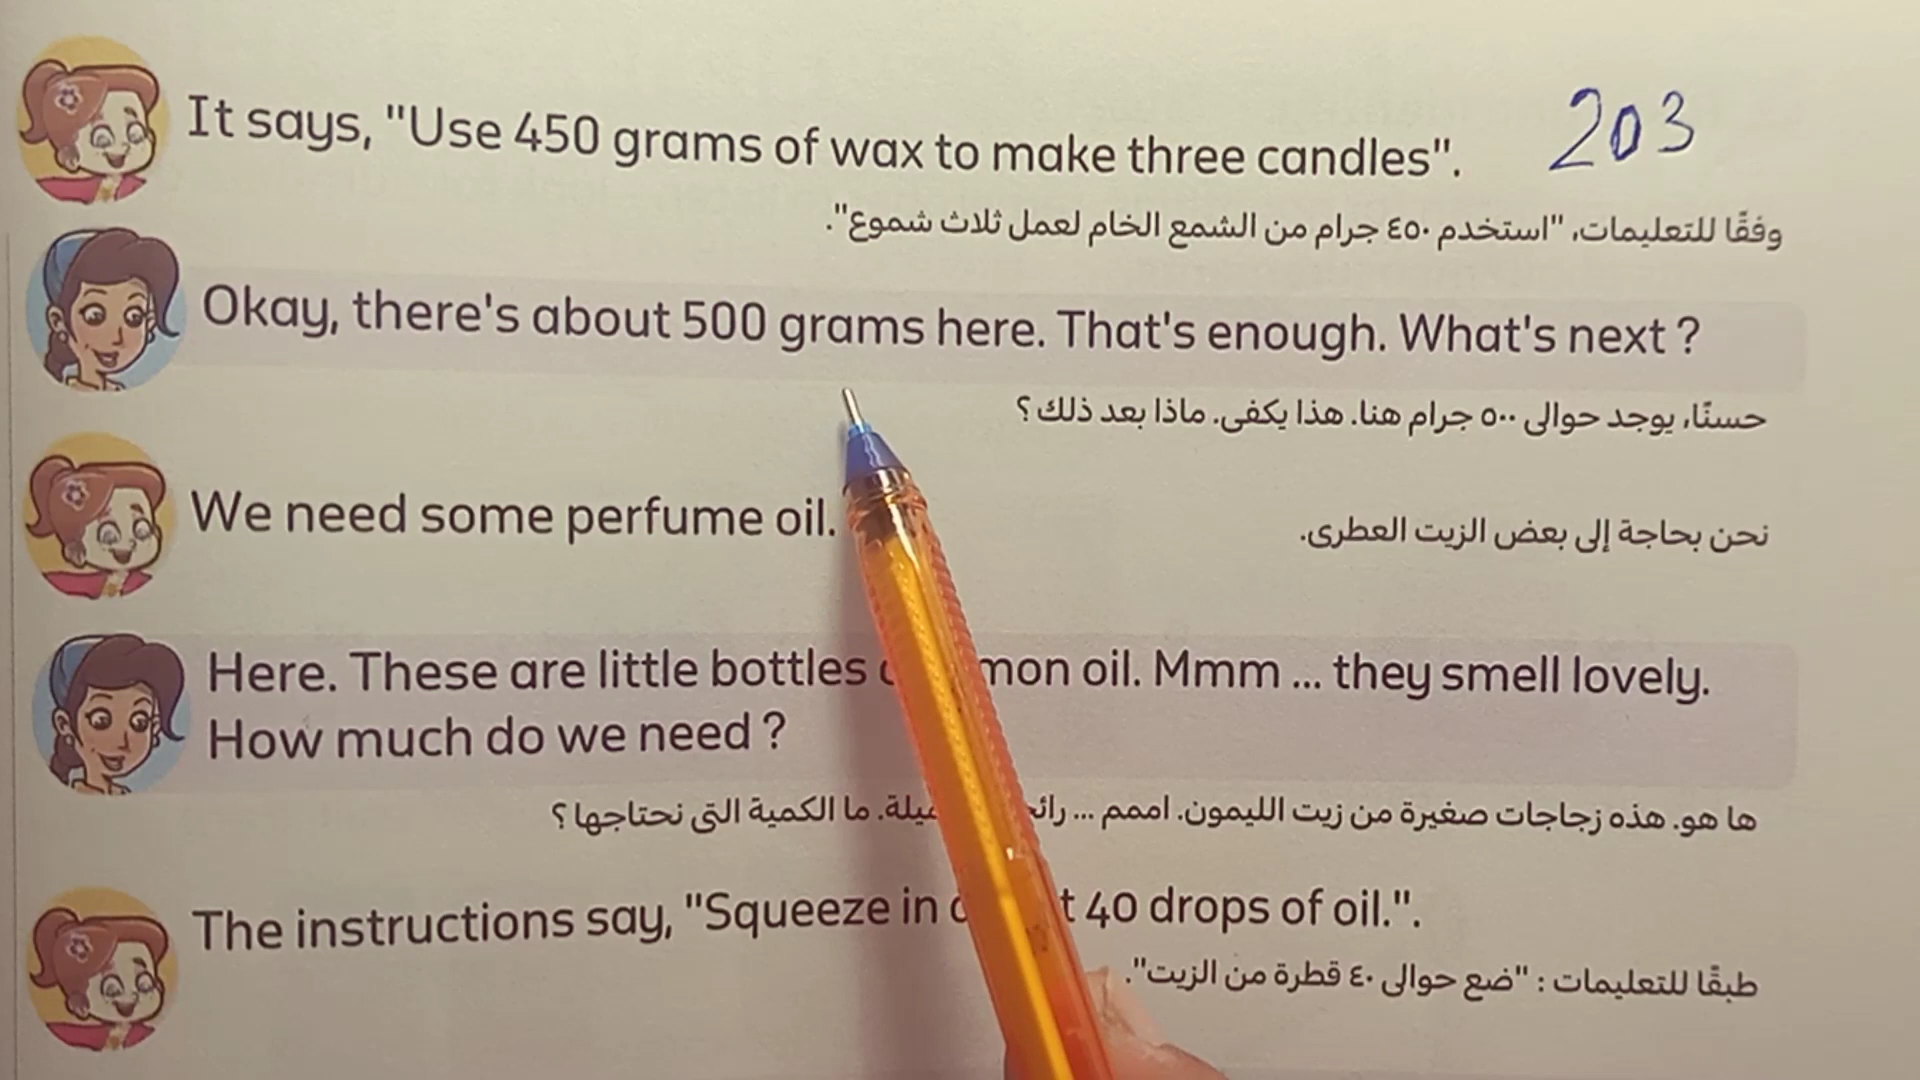 It says, "Use 450 grams of wax to make three candles".
203
وفقًا للتعليمات، "استخدم ٤٥٠ جرام من الشمع الخام لعمل ثلاث شموع".
Okay, there's about 500 grams here. That's enough. What's next ?
حسنًا، يوجد حوالى ٥٠٠ جرام هنا. هذا يكفى. ماذا بعد ذلك ؟
We need some perfume oil.
نحن بحاجة إلى بعض الزيت العطرى.
Here. These are little bottles oil. Mmm ... they smell lovely.
How much do we need ?
ها هو. هذه زجاجات صغيرة من زيت الليمون. اممم ... ما الكمية التى نحتاجها ؟
The instructions say, "Squeeze in 40 drops of oil.".
طبقًا للتعليمات : "ضع حوالى ٤٠ قطرة من الزيت".